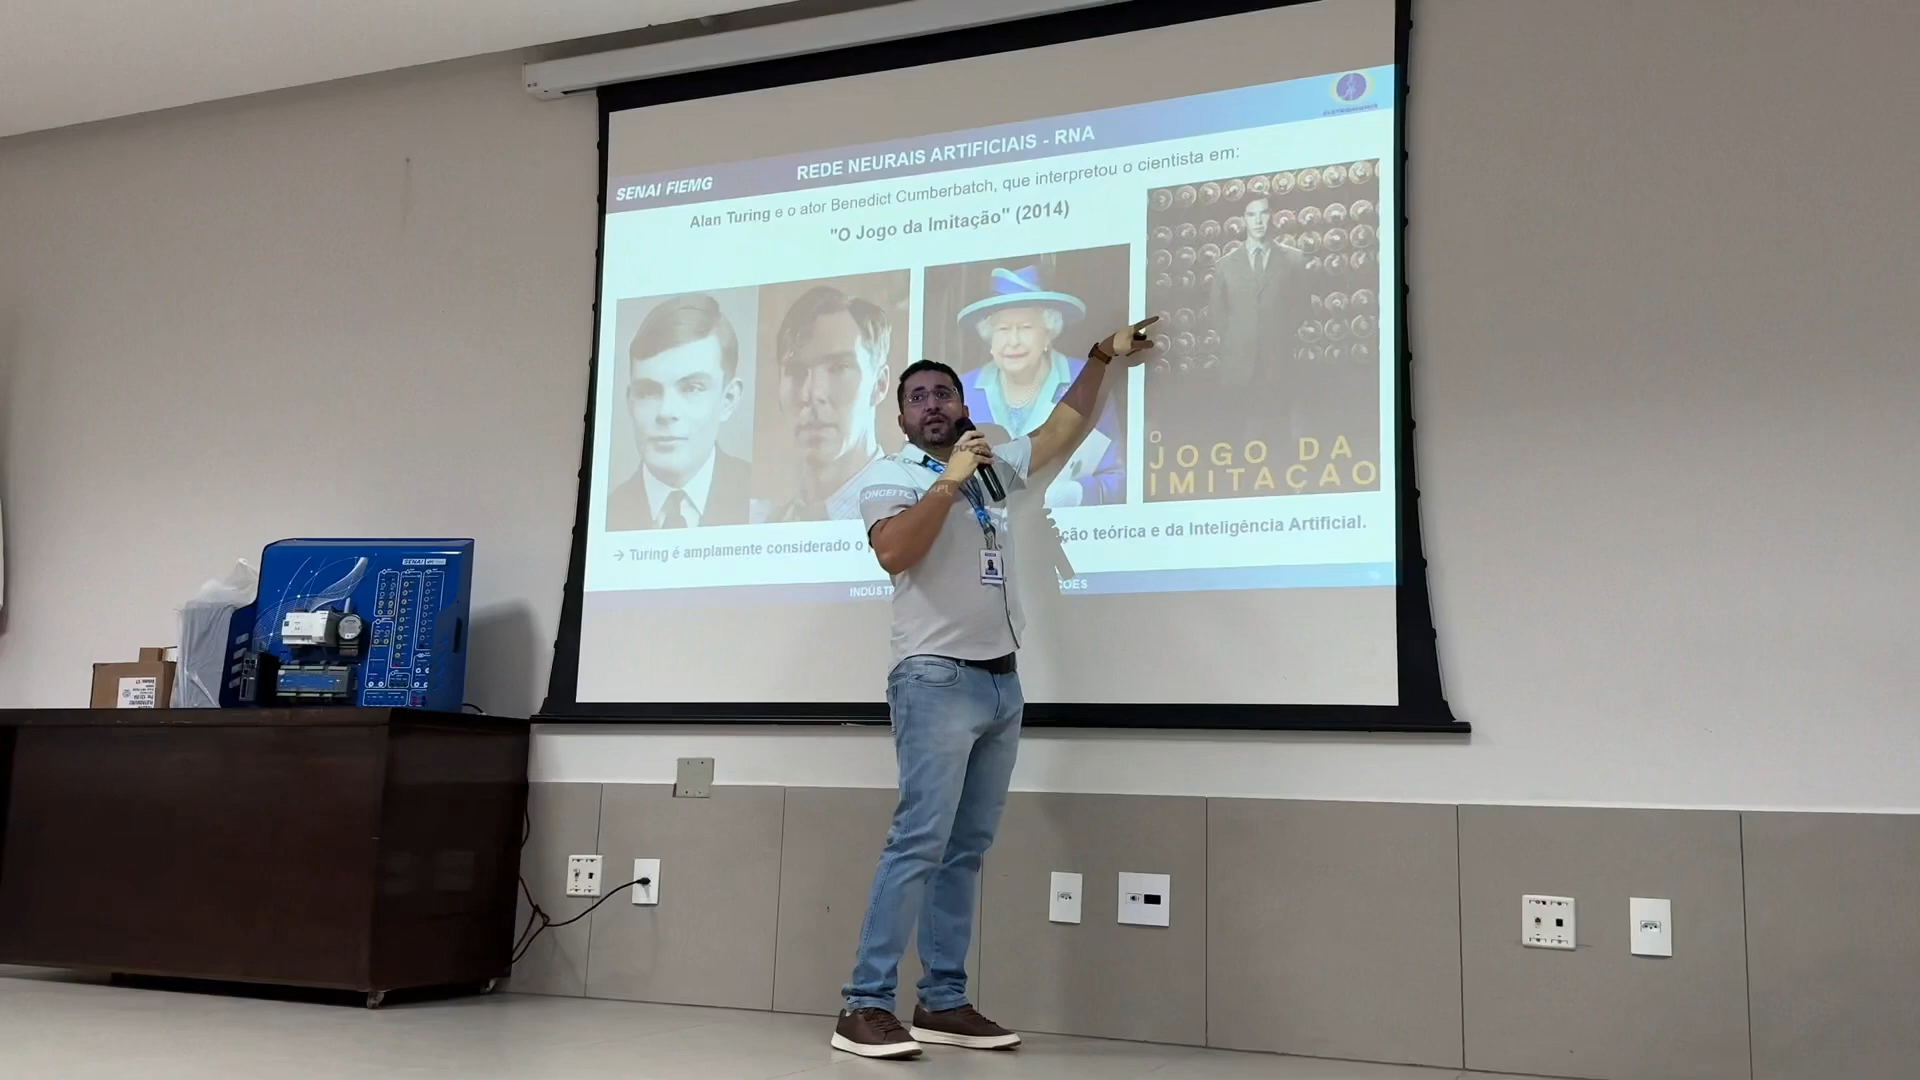 REDE NEURAIS ARTIFICIAIS - RNA
SENAI FIEMG
Alan Turing e o ator Benedict Cumberbatch, que interpretou o cientista em:
"O Jogo da Imitação" (2014)
O
JOGO DA
IMITAÇÃO
→ Turing é amplamente considerado o
ção teórica e da Inteligência Artificial.
SENAI